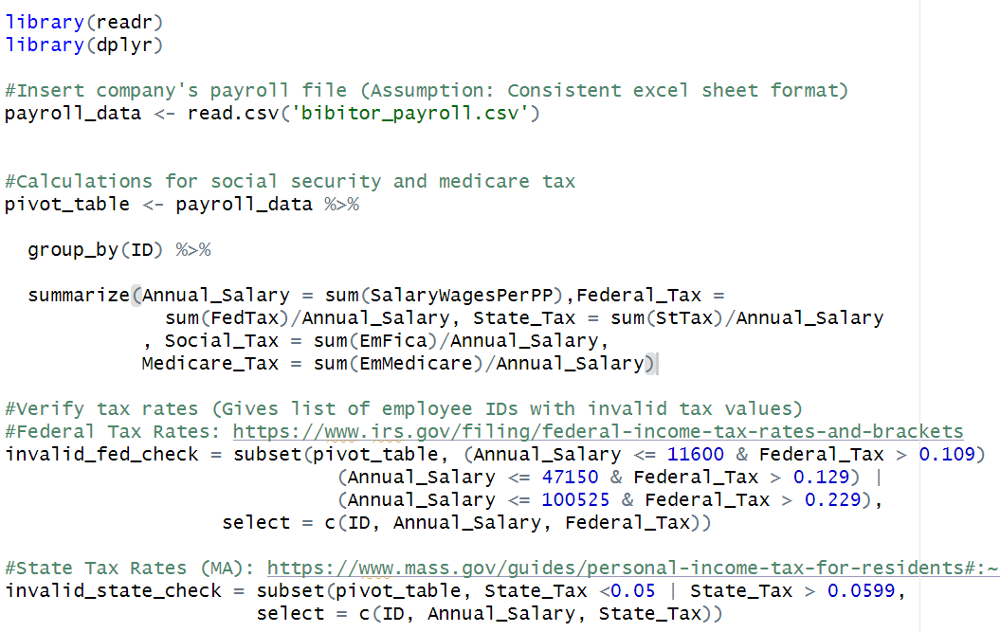 library(readr)
library(dplyr)
#Insert company's payroll file (Assumption: Consistent excel sheet format)
payroll_data <- read.csv('bibitor_payroll.csv')
#Calculations for social security and medicare tax
pivot_table <- payroll_data %>%
group_by(ID) %>%
summarize(Annual_Salary = sum(SalaryWagesPerPP),Federal_Tax =
sum(FedTax)/Annual_Salary, State_Tax = sum(StTax)/Annual_Salary
, Social_Tax = sum(EmFica)/Annual_Salary,
Medicare_Tax = sum(EmMedicare)/Annual_Salary)
#Verify tax rates (Gives list of employee IDs with invalid tax values)
#Federal Tax Rates: https://www.irs.gov/filing/federal-income-tax-rates-and-brackets
invalid_fed_check = subset(pivot_table, (Annual_Salary <= 11600 & Federal_Tax > 0.109)
(Annual_Salary <= 47150 & Federal_Tax > 0.129) |
(Annual_Salary <= 100525 & Federal_Tax > 0.229),
select = c(ID, Annual_Salary, Federal_Tax))
#State Tax Rates (MA): https://www.mass.gov/guides/personal-income-tax-for-residents#:~
invalid_state_check = subset(pivot_table, State_Tax <0.05 | State_Tax > 0.0599,
select = c(ID, Annual_Salary, State_Tax))